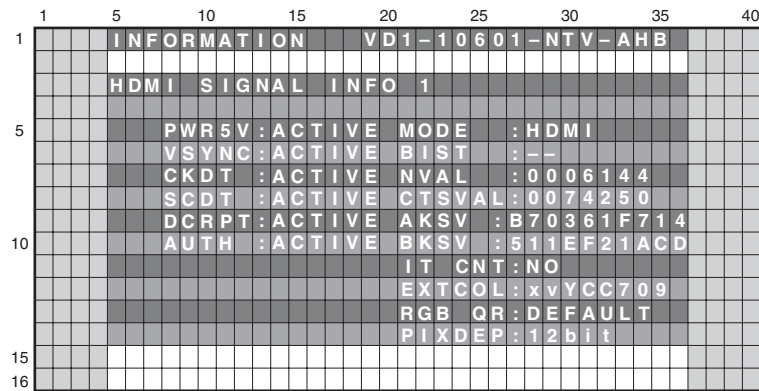 1 5 10 15 20 25 30 35 40
1 INFORMATION VD1-10601-NTV-AHB
HDMI SIGNAL INFO 1
5 PWR5V:ACTIVE MODE :HDMI
VSYNC:ACTIVE BIST :--
CKDT :ACTIVE NVAL :0006144
SCDT :ACTIVE CTSVAL:0074250
DCRPT:ACTIVE AKSV :B70361F714
10 AUTH :ACTIVE BKSV :511EF21ACD
IT CNT:NO
EXTCOL:xvYCC709
RGB QR:DEFAULT
PIXDEP:12bit
15
16